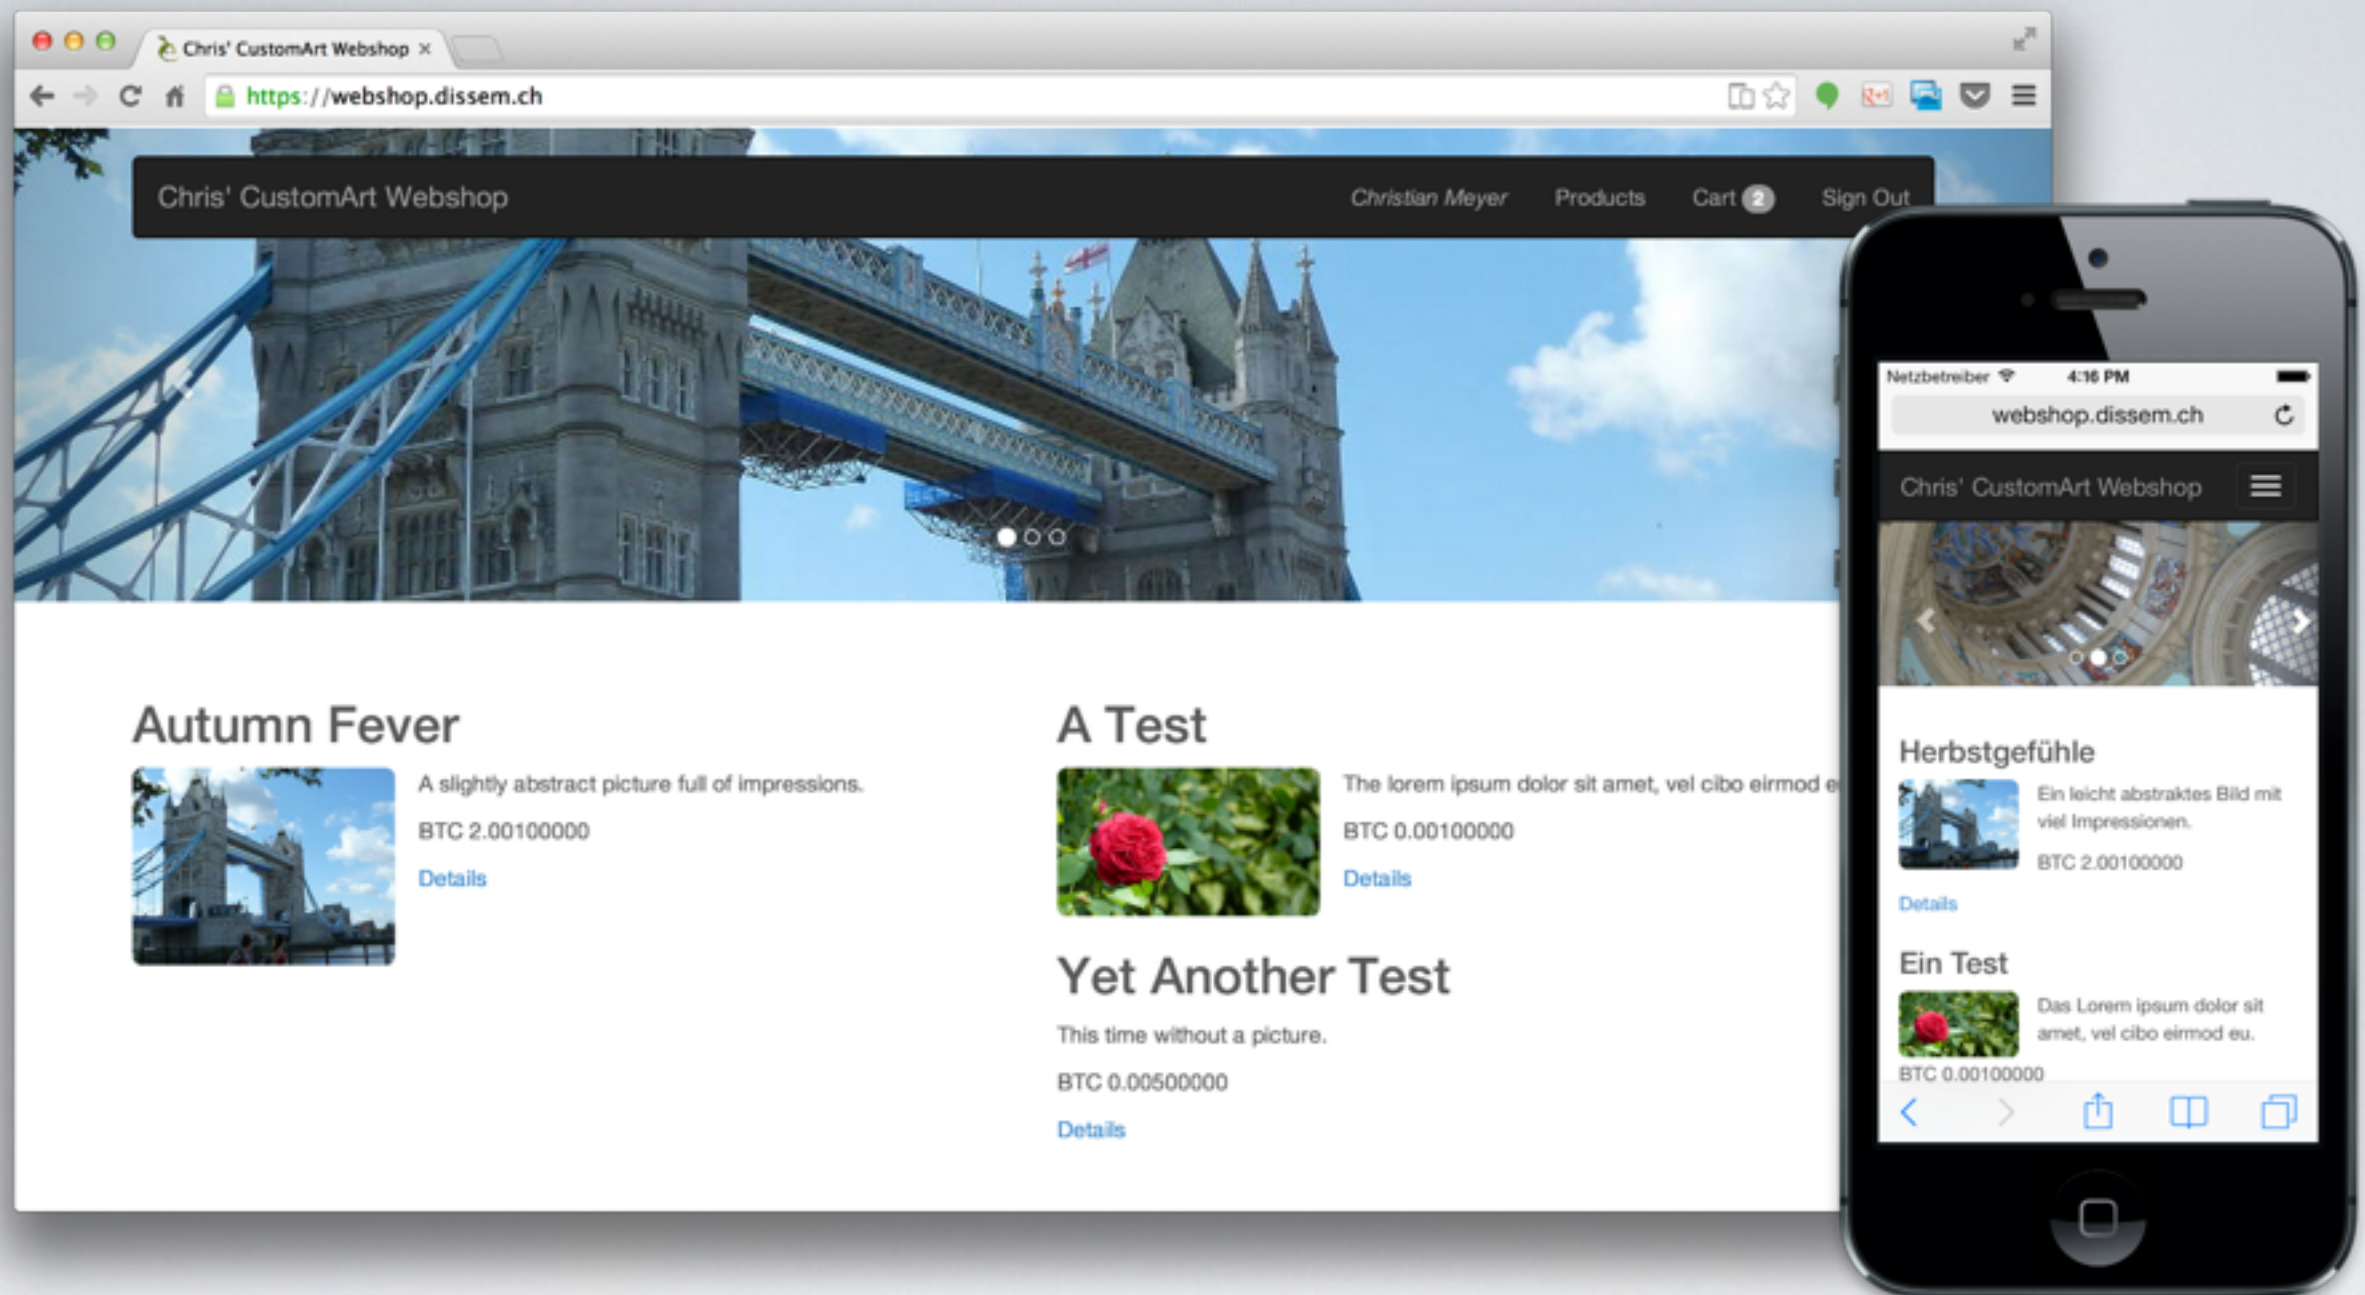 Chris' CustomArt Webshop
https://webshop.dissem.ch
Chris' CustomArt Webshop
Christian Meyer Products Cart 2 Sign Out
Autumn Fever
A slightly abstract picture full of impressions.
BTC 2.00100000
Details
A Test
The lorem ipsum dolor sit amet, vel cibo eirmod e
BTC 0.00100000
Details
Yet Another Test
This time without a picture.
BTC 0.00500000
Details
Netzbetreiber 4:16 PM
webshop.dissem.ch
Chris' CustomArt Webshop
Herbstgefühle
Ein leicht abstraktes Bild mit
viel Impressionen.
BTC 2.00100000
Details
Ein Test
Das Lorem ipsum dolor sit
amet, vel cibo eirmod eu.
BTC 0.00100000